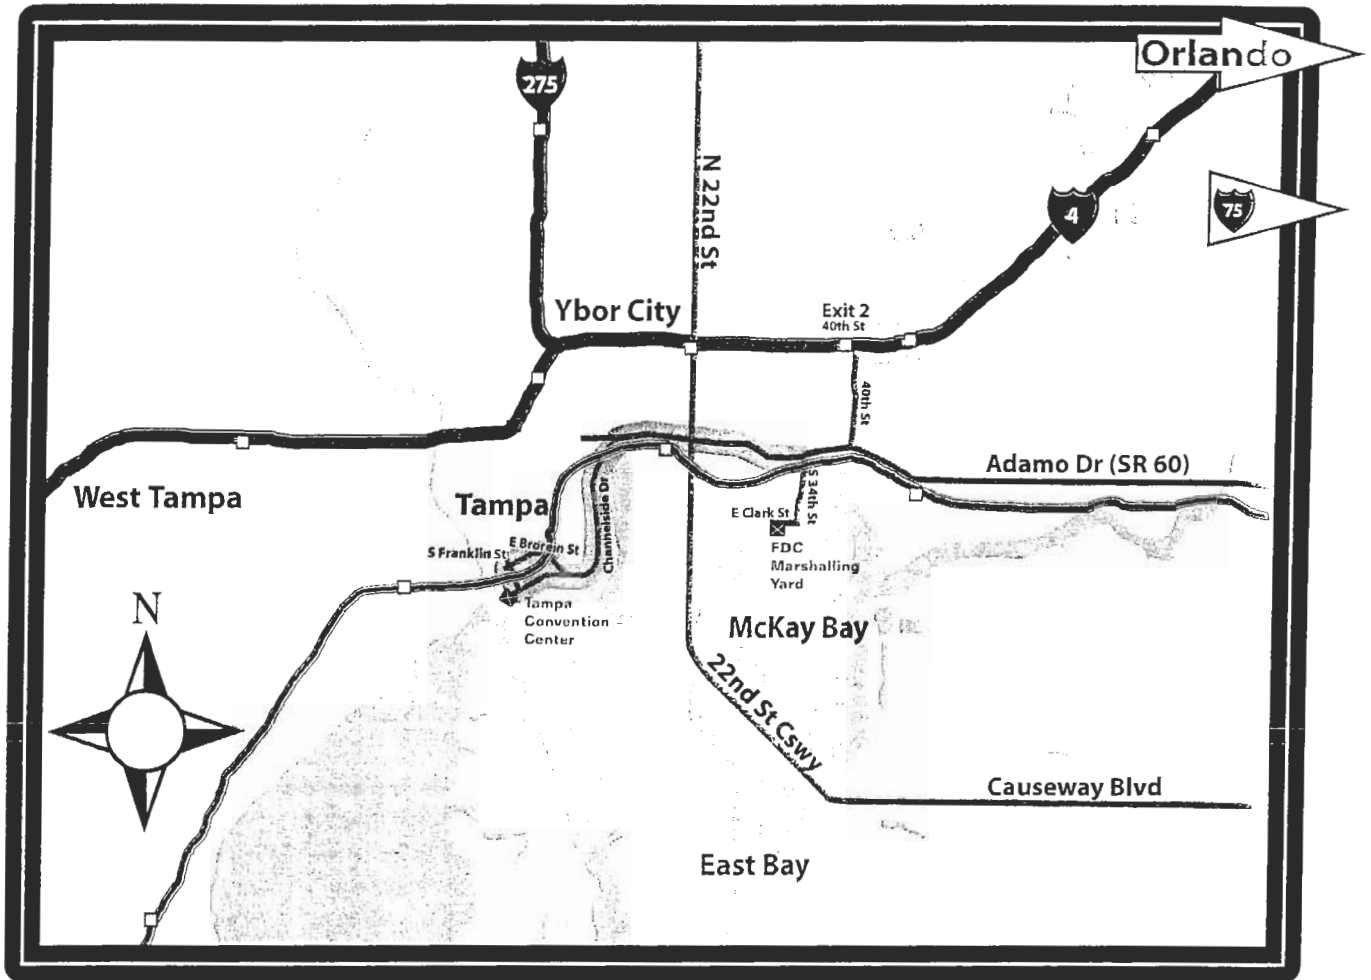 Orlando
275
N 22nd St
4
75
Ybor City
Exit 2
40th St
40th St
Adamo Dr (SR 60)
West Tampa
Tampa
Channelside Dr
S 34th St
E Clark St
E Brorein St
S Franklin St
FDC
Marshalling
Yard
Tampa
Convention
Center
N
McKay Bay
22nd St Cswy
Causeway Blvd
East Bay